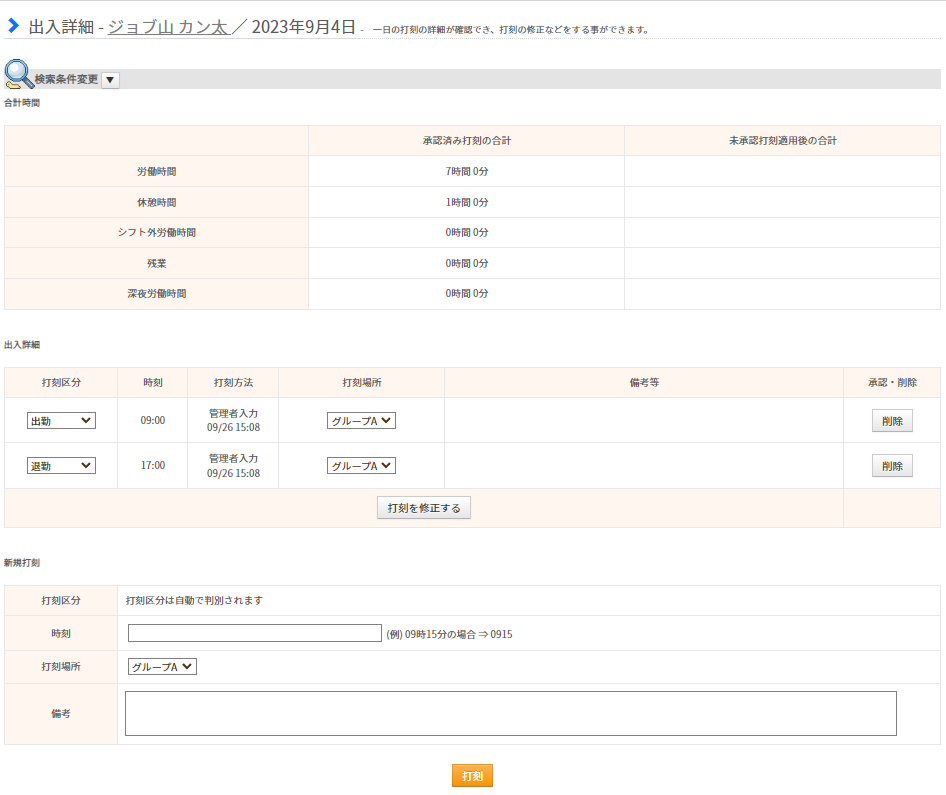 出入詳細 - ジョブ山 カン太 ／ 2023年9月4日 - 一日の打刻の詳細が確認でき、打刻の修正などをする事ができます。
検索条件変更 ▼
合計時間
承認済み打刻の合計 未承認打刻適用後の合計
労働時間 7時間 0分
休憩時間 1時間 0分
シフト外労働時間 0時間 0分
残業 0時間 0分
深夜労働時間 0時間 0分
出入詳細
打刻区分 時刻 打刻方法 打刻場所 備考等 承認・削除
出勤 09:00 管理者入力 グループA 削除
09/26 15:08
退勤 17:00 管理者入力 グループA 削除
09/26 15:08
打刻を修正する
新規打刻
打刻区分 打刻区分は自動で判別されます
時刻 (例) 09時15分の場合 ⇒ 0915
打刻場所 グループA
備考
打刻